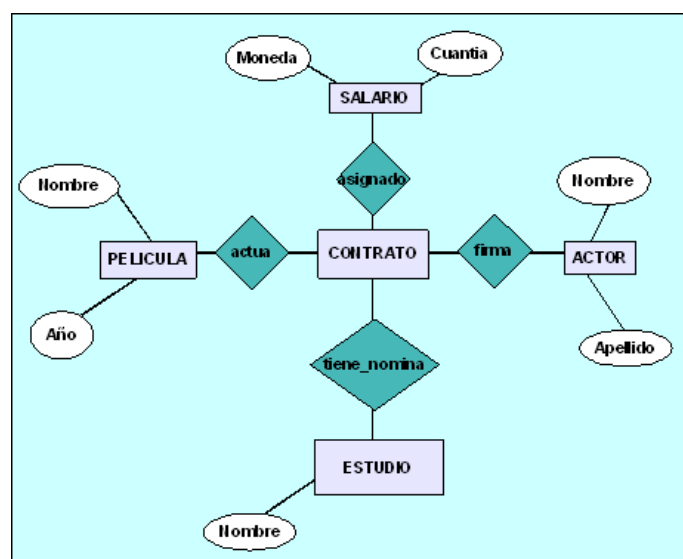 Moneda
Cuantia
SALARIO
asignado
Nombre
Nombre
PELICULA
actua
CONTRATO
firma
ACTOR
Año
Apellido
tiene_nomina
ESTUDIO
Nombre